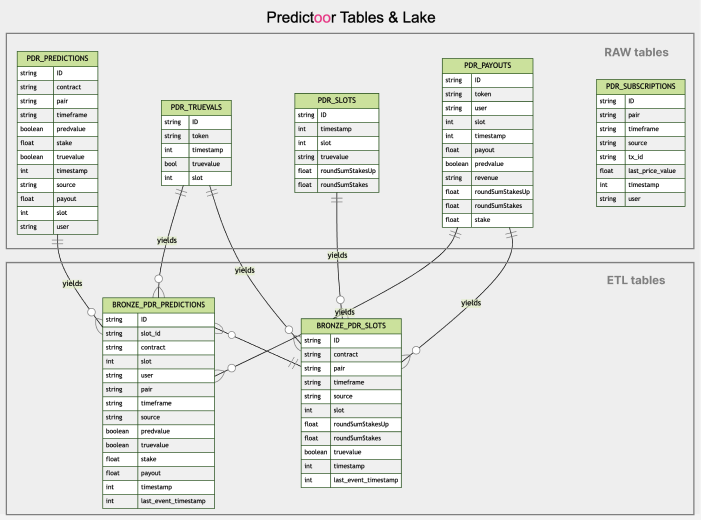 Predictoor Tables & Lake
RAW tables
PDR_PREDICTIONS
string ID
string contract
string pair
string timeframe
boolean predvalue
float stake
boolean truevalue
int timestamp
string source
float payout
int slot
string user
PDR_TRUEVALS
string ID
string token
int timestamp
bool truevalue
int slot
PDR_SLOTS
string ID
int timestamp
int slot
string truevalue
float roundSumStakesUp
float roundSumStakes
PDR_PAYOUTS
string ID
string token
string user
int slot
int timestamp
float payout
boolean predvalue
string revenue
float roundSumStakesUp
float roundSumStakes
float stake
PDR_SUBSCRIPTIONS
string ID
string pair
string timeframe
string source
string tx_id
float last_price_value
int timestamp
string user
yields
yields
yields
yields
yields
yields
ETL tables
BRONZE_PDR_PREDICTIONS
string ID
string slot_id
string contract
int slot
string user
string pair
string timeframe
string source
boolean predvalue
boolean truevalue
float stake
float payout
int timestamp
int last_event_timestamp
BRONZE_PDR_SLOTS
string ID
string contract
string pair
string timeframe
string source
int slot
float roundSumStakesUp
float roundSumStakes
boolean truevalue
int timestamp
int last_event_timestamp